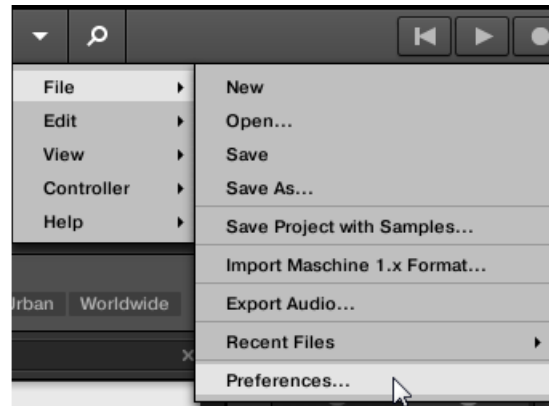 File
Edit
View
Controller
Help
New
Open...
Save
Save As...
Save Project with Samples...
Import Maschine 1.x Format...
Export Audio...
Recent Files
Preferences...
Worldwide